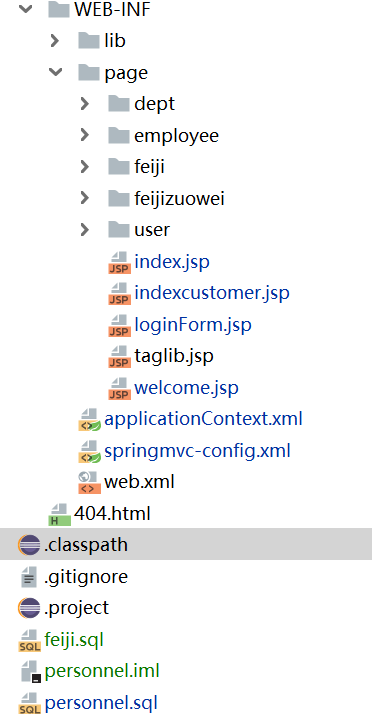 WEB-INF
lib
page
dept
employee
feiji
feijizuowei
user
index.jsp
indexcustomer.jsp
loginForm.jsp
taglib.jsp
welcome.jsp
applicationContext.xml
springmvc-config.xml
web.xml
404.html
.classpath
.gitignore
.project
feiji.sql
personnel.iml
personnel.sql